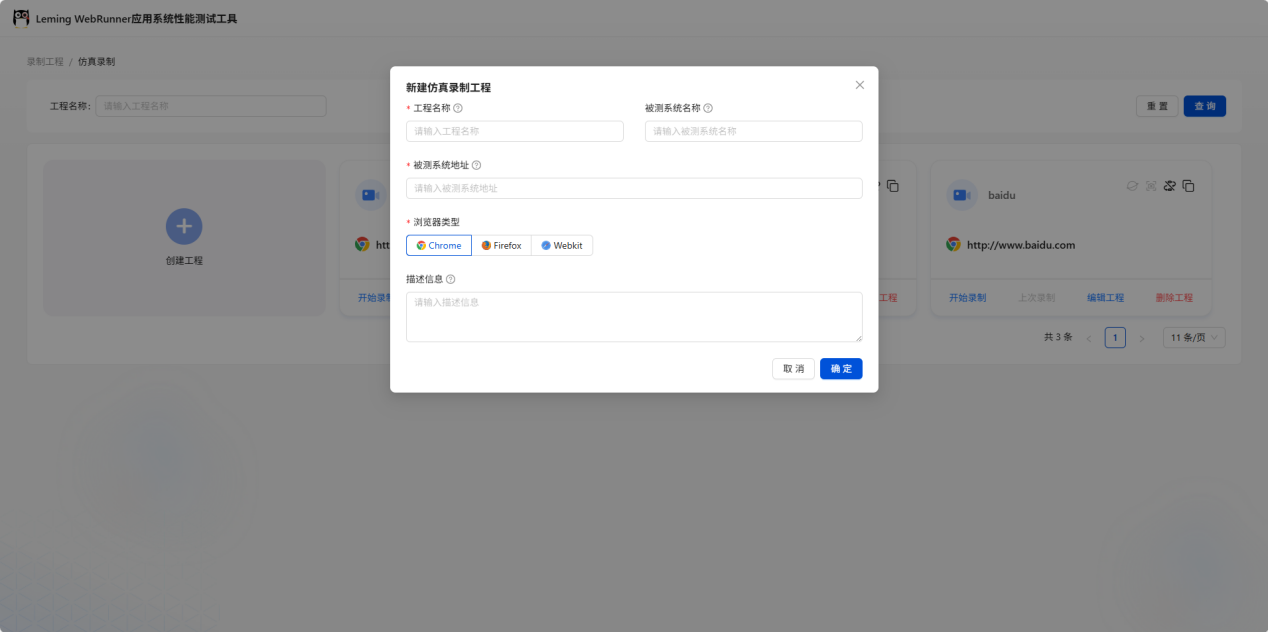 Leming WebRunner应用系统性能测试工具
录制工程 / 仿真录制
工程名称: 请输入工程名称
重 置 查 询
新建仿真录制工程
* 工程名称
被测系统名称
请输入工程名称
请输入被测系统名称
* 被测系统地址
请输入被测系统地址
* 浏览器类型
Chrome Firefox Webkit
描述信息
请输入描述信息
取 消 确 定
创建工程
htt
开始录制
工程
baidu
http://www.baidu.com
开始录制 上次录制 编辑工程 删除工程
共 3 条 < 1 > 11 条/页